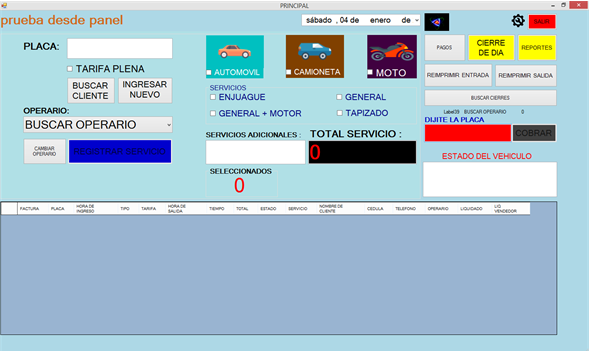 PRINCIPAL
prueba desde panel
sábado , 04 de enero de
SALIR
PLACA:
TARIFA PLENA
BUSCAR CLIENTE
INGRESAR NUEVO
OPERARIO:
BUSCAR OPERARIO
CAMBIAR OPERARIO
REGISTRAR SERVICIO
AUTOMOVIL
CAMIONETA
MOTO
SERVICIOS
ENJUAGUE
GENERAL
GENERAL + MOTOR
TAPIZADO
SERVICIOS ADICIONALES :
TOTAL SERVICIO :
0
SELECCIONADOS
0
PAGOS
CIERRE DE DIA
REPORTES
REIMPRIMIR ENTRADA
REIMPRIMIR SALIDA
BUSCAR CIERRES
Label39 BUSCAR OPERARIO 0
DIJITE LA PLACA
COBRAR
ESTADO DEL VEHICULO
FACTURA PLACA HORA DE INGRESO TIPO TARIFA HORA DE SALIDA TIEMPO TOTAL ESTADO SERVICIO NOMBRE DE CLIENTE CEDULA TELEFONO OPERARIO LIQUIDADO LIQ VENDEDOR